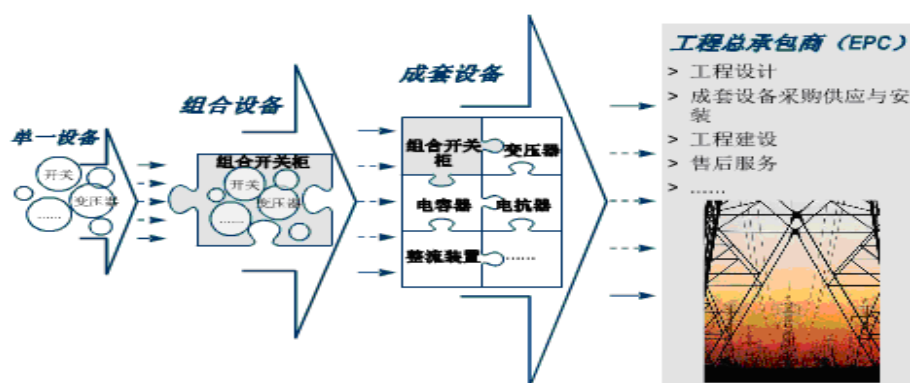 单一设备
开关
变压器
……
组合设备
组合开关柜
开关
变压器
……
成套设备
组合开关
柜
变压器
电容器
电抗器
整流装置
……
工程总承包商（EPC）
> 工程设计
> 成套设备采购供应与安
装
> 工程建设
> 售后服务
> ……